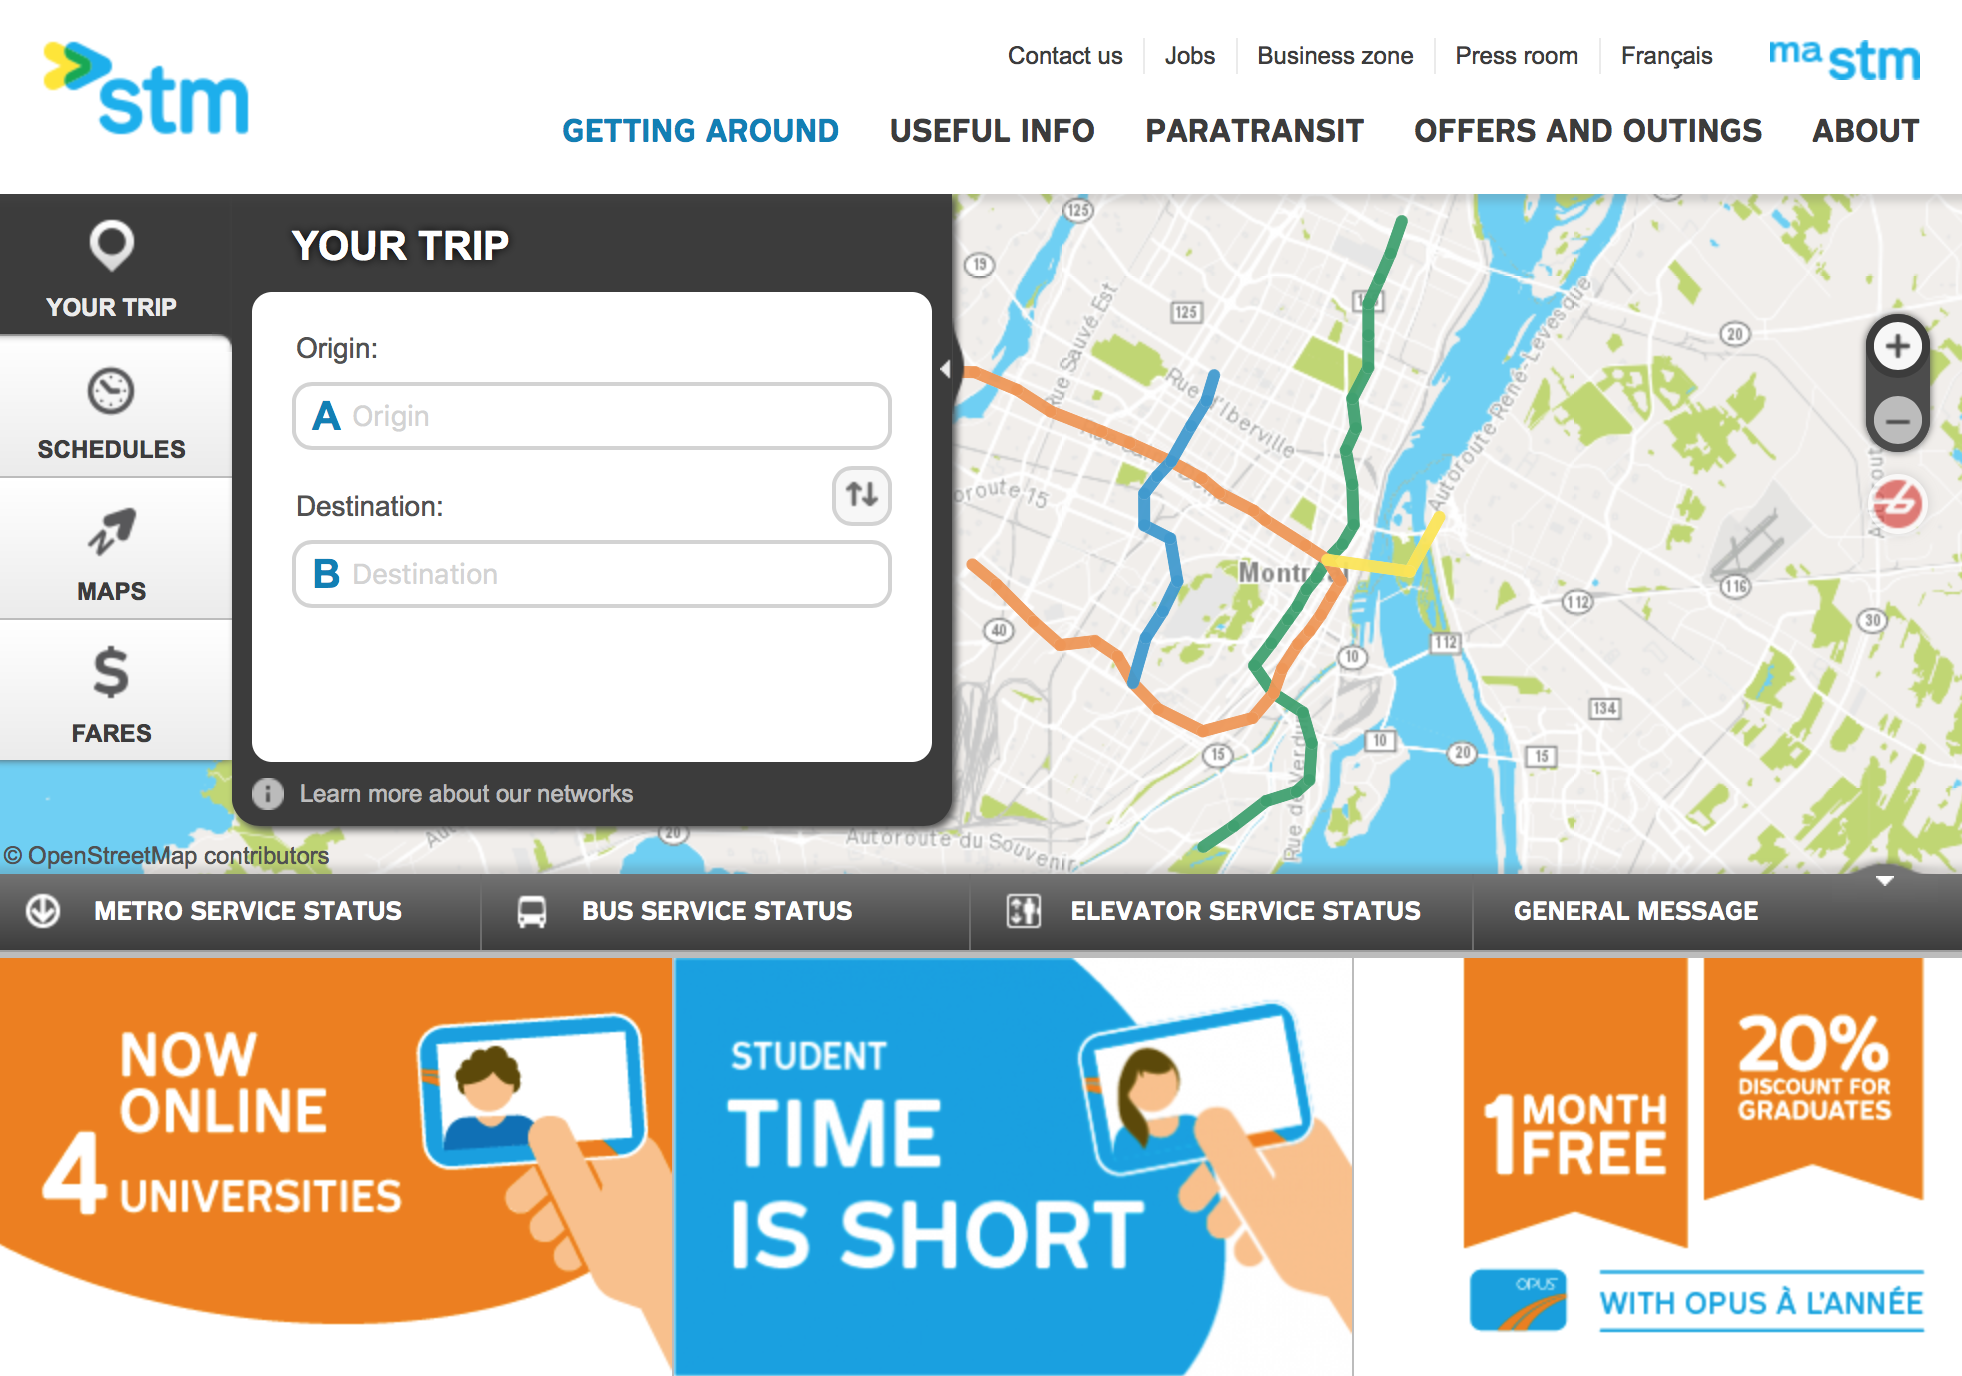 stm
Contact us
Jobs
Business zone
Press room
Français
ma stm
GETTING AROUND
USEFUL INFO
PARATRANSIT
OFFERS AND OUTINGS
ABOUT
YOUR TRIP
SCHEDULES
MAPS
FARES
YOUR TRIP
Origin:
A Origin
Destination:
B Destination
Learn more about our networks
125
19
125
Rue Sauvé Est
Rue d'Iberville
Autoroute René-Lévesque
20
oroute 15
116
112
30
40
10
112
134
10
20
15
15
20
Autoroute du Souvenir
© OpenStreetMap contributors
METRO SERVICE STATUS
BUS SERVICE STATUS
ELEVATOR SERVICE STATUS
GENERAL MESSAGE
NOW
ONLINE
4 UNIVERSITIES
STUDENT
TIME
IS SHORT
1 MONTH
FREE
20%
DISCOUNT FOR
GRADUATES
OPUS
WITH OPUS À L'ANNÉE